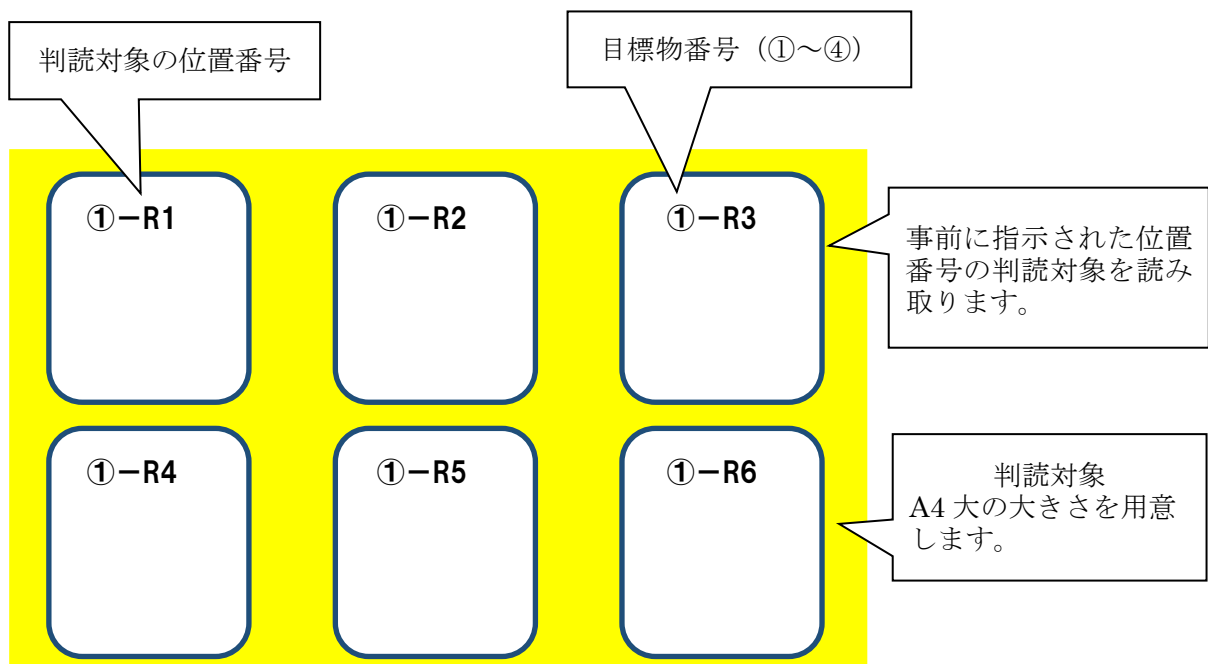 判読対象の位置番号
目標物番号（①～④）
①－R1
①－R2
①－R3
事前に指示された位置
番号の判読対象を読み
取ります。
①－R4
①－R5
①－R6
判読対象
A4 大の大きさを用意
します。